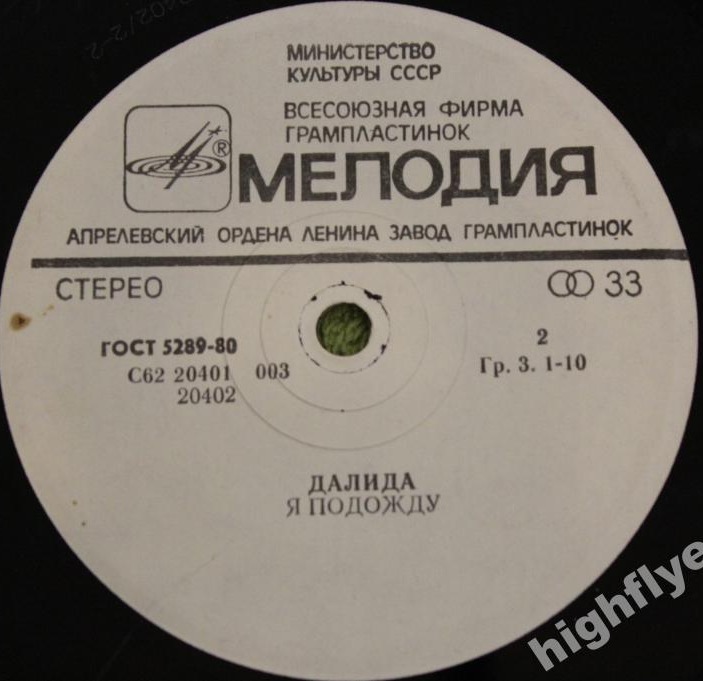 МИНИСТЕРСТВО
КУЛЬТУРЫ СССР
ВСЕСОЮЗНАЯ ФИРМА
ГРАМПЛАСТИНОК
®
МЕЛОДИЯ
АПРЕЛЕВСКИЙ ОРДЕНА ЛЕНИНА ЗАВОД ГРАМПЛАСТИНОК
СТЕРЕО 33
ГОСТ 5289-80 2
С62 20401 003 Гр. 3. 1-10
20402
ДАЛИДА
Я ПОДОЖДУ
highflye